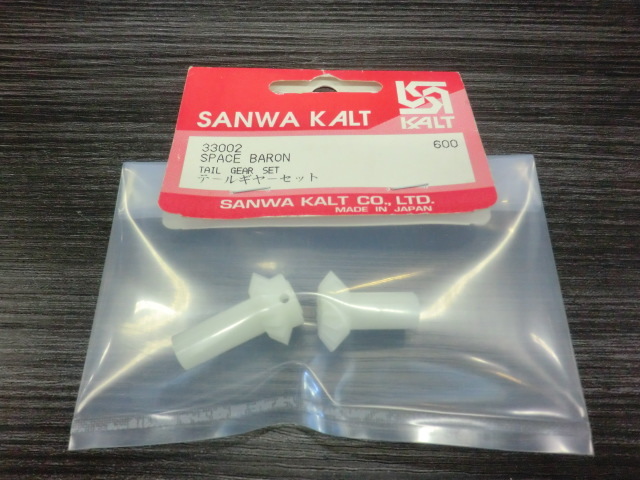 SANWA KALT
KALT
33002
600
SPACE BARON
TAIL GEAR SET
テールギヤーセット
SANWA KALT CO., LTD.
MADE IN JAPAN